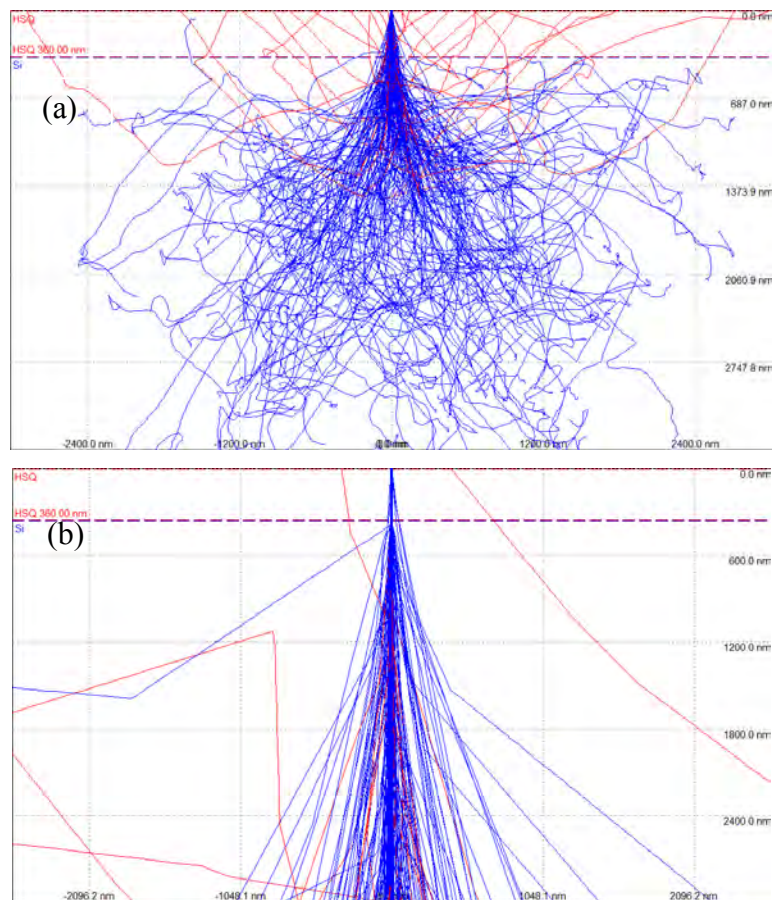 HSQ
0.0 nm
HSQ 360.00 nm
Si
(a)
687.0 nm
1373.9 nm
2060.9 nm
2747.8 nm
-2400.0 nm
-1200.0 nm
1200.0 nm
2400.0 nm
HSQ
0.0 nm
HSQ 360.00 nm
Si
(b)
600.0 nm
1200.0 nm
1800.0 nm
2400.0 nm
-2096.2 nm
-1048.1 nm
1048.1 nm
2096.2 nm